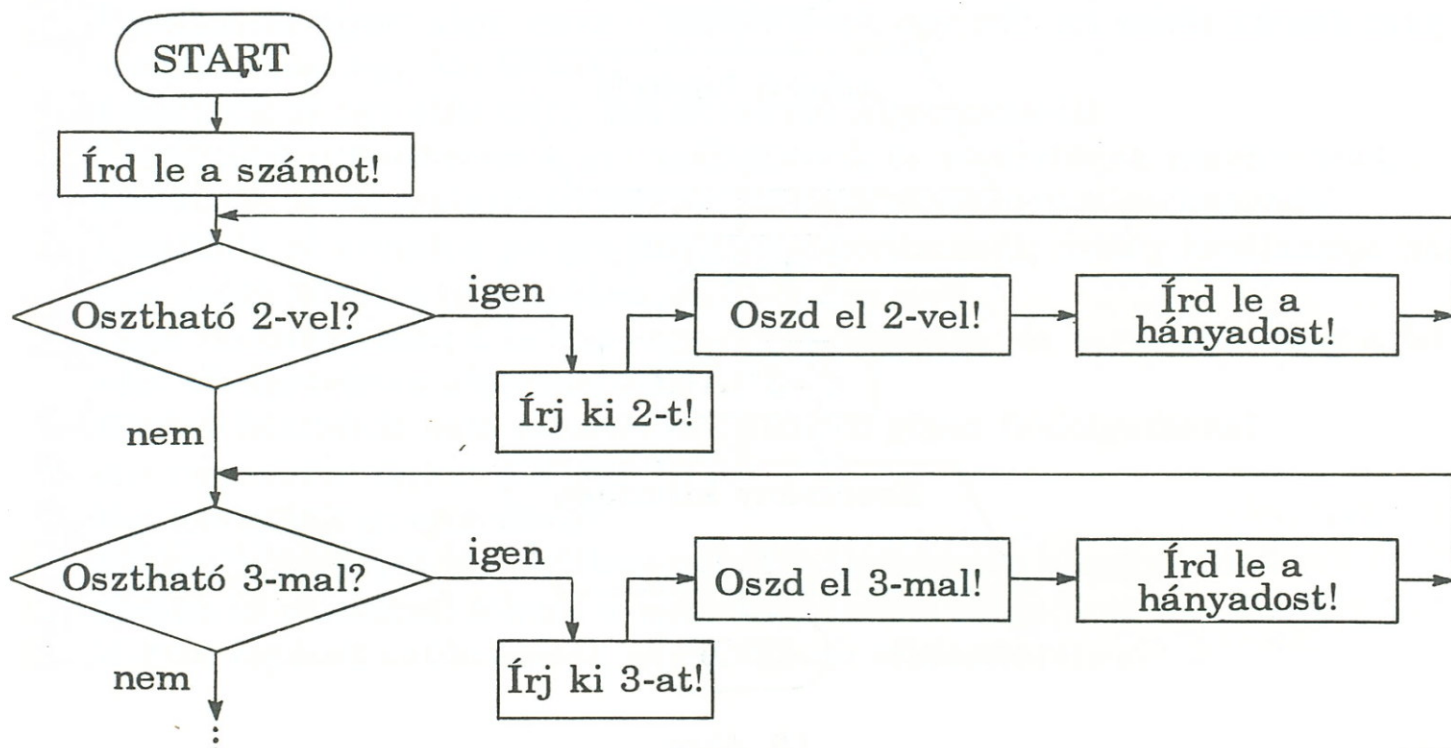 START
Írd le a számot!
Osztható 2-vel?
igen
Írj ki 2-t!
Oszd el 2-vel!
Írd le a
hányadost!
nem
Osztható 3-mal?
igen
Írj ki 3-at!
Oszd el 3-mal!
Írd le a
hányadost!
nem
⋮